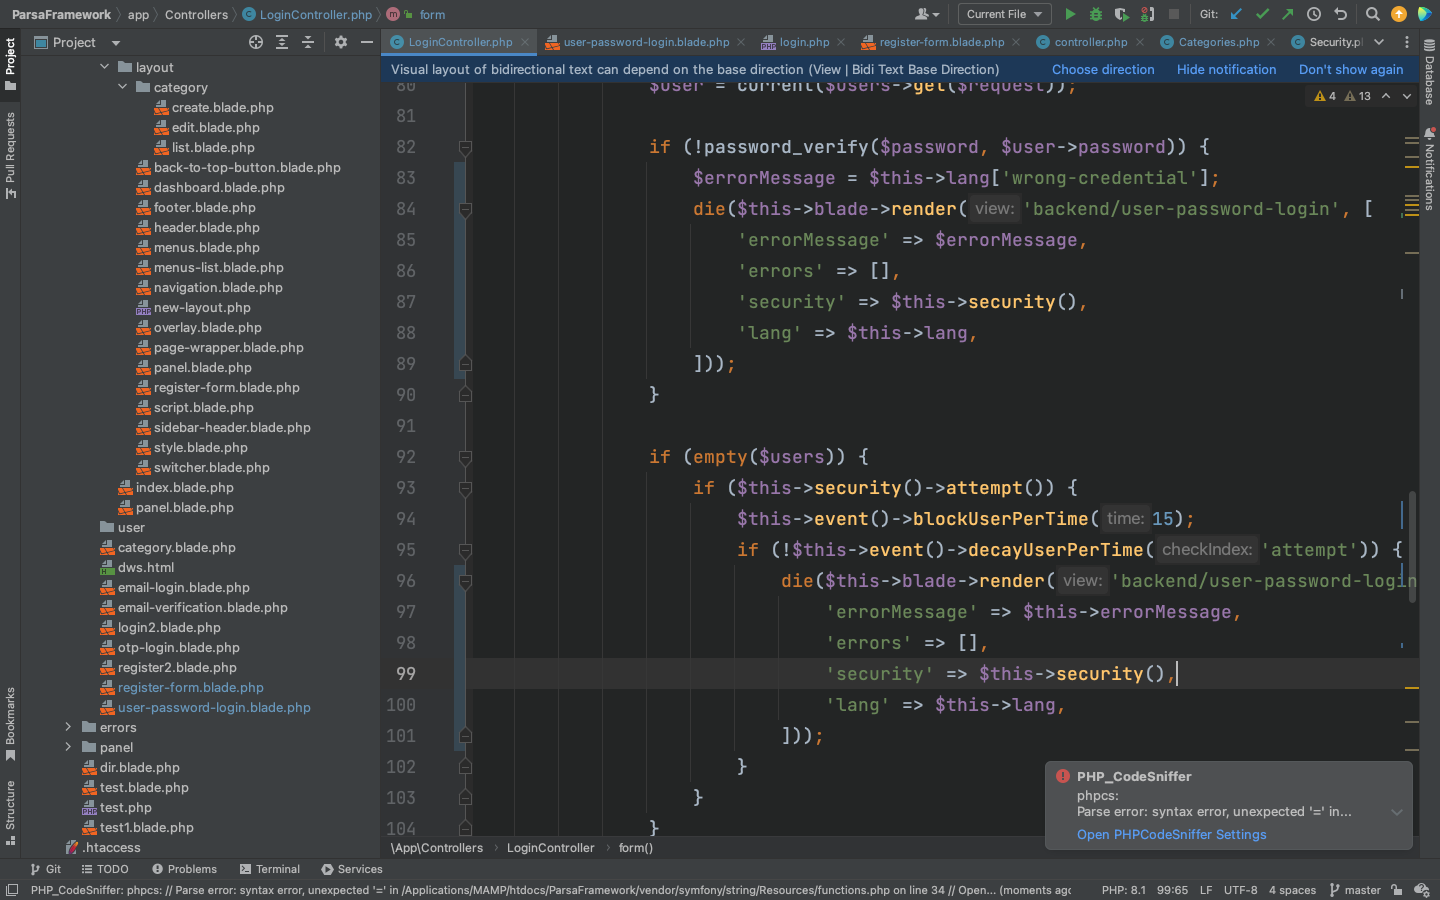 ParsaFramework
app
Controllers
LoginController.php
form
Current File
Git:
LoginController.php
user-password-login.blade.php
login.php
register-form.blade.php
controller.php
Categories.php
Security.p
Visual layout of bidirectional text can depend on the base direction (View | Bidi Text Base Direction)
Choose direction
Hide notification
Don't show again
Project
Project
Pull Requests
Bookmarks
Structure
Database
Notifications
layout
category
create.blade.php
edit.blade.php
list.blade.php
back-to-top-button.blade.php
dashboard.blade.php
footer.blade.php
header.blade.php
menus.blade.php
menus-list.blade.php
navigation.blade.php
new-layout.php
overlay.blade.php
page-wrapper.blade.php
panel.blade.php
register-form.blade.php
script.blade.php
sidebar-header.blade.php
style.blade.php
switcher.blade.php
index.blade.php
panel.blade.php
user
category.blade.php
dws.html
email-login.blade.php
email-verification.blade.php
login2.blade.php
otp-login.blade.php
register2.blade.php
register-form.blade.php
user-password-login.blade.php
errors
panel
dir.blade.php
test.blade.php
test.php
test1.blade.php
.htaccess
4 13
80 $user = current($users->get($request));
81
82 if (!password_verify($password, $user->password)) {
83 $errorMessage = $this->lang['wrong-credential'];
84 die($this->blade->render( view: 'backend/user-password-login', [
85 'errorMessage' => $errorMessage,
86 'errors' => [],
87 'security' => $this->security(),
88 'lang' => $this->lang,
89 ]));
90 }
91
92 if (empty($users)) {
93 if ($this->security()->attempt()) {
94 $this->event()->blockUserPerTime( time: 15);
95 if (!$this->event()->decayUserPerTime( checkIndex: 'attempt')) {
96 die($this->blade->render( view: 'backend/user-password-login
97 'errorMessage' => $this->errorMessage,
98 'errors' => [],
99 'security' => $this->security(),
100 'lang' => $this->lang,
101 ]));
102 }
103 }
104 }
PHP_CodeSniffer
phpcs:
Parse error: syntax error, unexpected '=' in...
Open PHPCodeSniffer Settings
\App\Controllers
LoginController
form()
Git
TODO
Problems
Terminal
Services
PHP_CodeSniffer: phpcs: // Parse error: syntax error, unexpected '=' in /Applications/MAMP/htdocs/ParsaFramework/vendor/symfony/string/Resources/functions.php on line 34 // Open... (moments ago
PHP: 8.1
99:65
LF
UTF-8
4 spaces
master